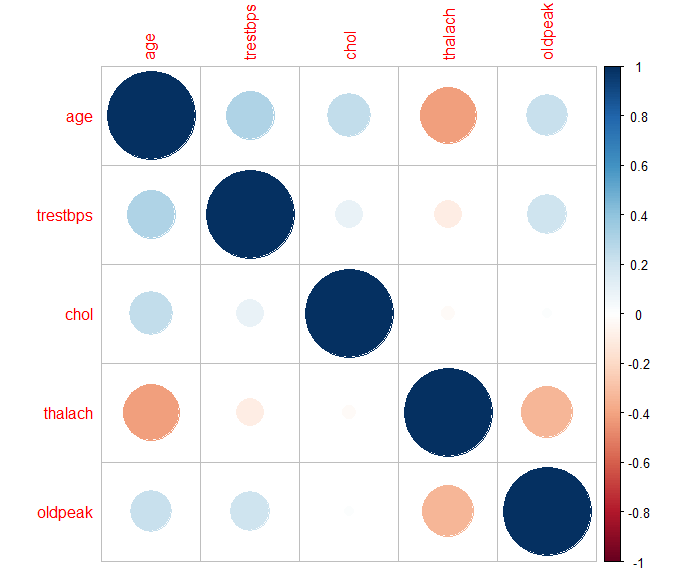 age
trestbps
chol
thalach
oldpeak
age
trestbps
chol
thalach
oldpeak
1
0.8
0.6
0.4
0.2
0
-0.2
-0.4
-0.6
-0.8
-1